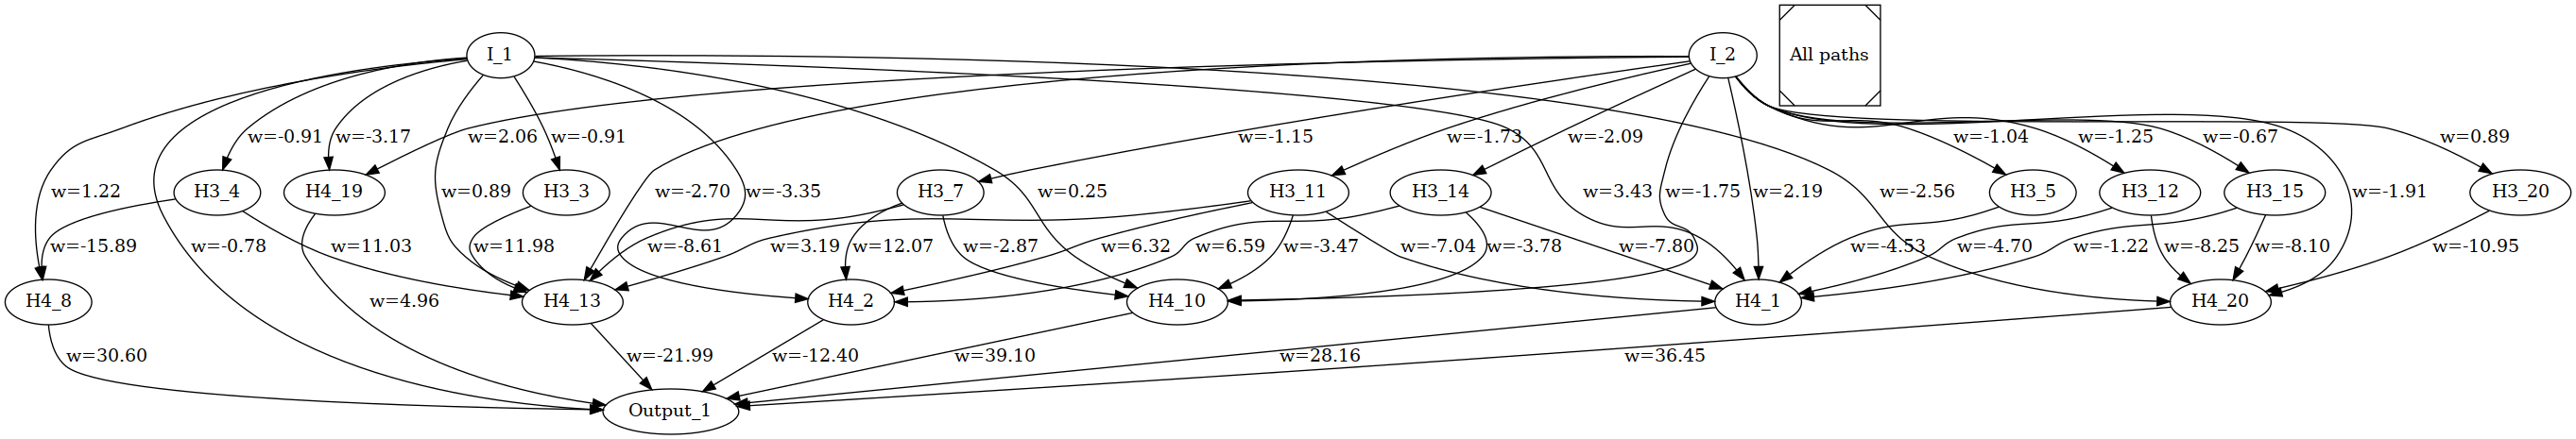 I_1
I_2
All paths
w=-0.91
w=-3.17
w=2.06
w=-0.91
w=-1.15
w=-1.73
w=-2.09
w=-1.04
w=-1.25
w=-0.67
w=0.89
w=1.22
H3_4
H4_19
w=0.89
H3_3
w=-2.70
w=-3.35
H3_7
w=0.25
H3_11
H3_14
w=3.43
w=-1.75
w=2.19
w=-2.56
H3_5
H3_12
H3_15
w=-1.91
H3_20
w=-15.89
w=-0.78
w=11.03
w=11.98
w=-8.61
w=3.19
w=12.07
w=-2.87
w=6.32
w=6.59
w=-3.47
w=-7.04
w=-3.78
w=-7.80
w=-4.53
w=-4.70
w=-1.22
w=-8.25
w=-8.10
w=-10.95
H4_8
w=4.96
H4_13
H4_2
H4_10
H4_1
H4_20
w=30.60
w=-21.99
w=-12.40
w=39.10
w=28.16
w=36.45
Output_1